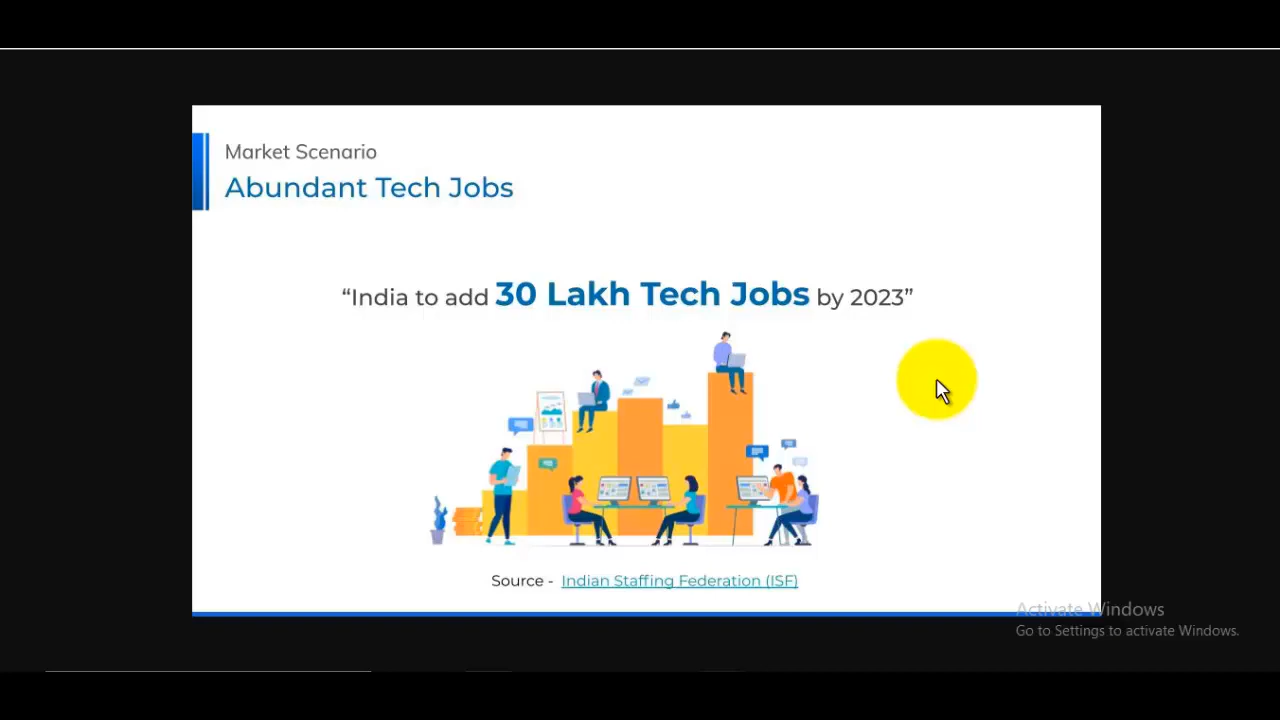 Market Scenario
Abundant Tech Jobs
“India to add 30 Lakh Tech Jobs by 2023”
Source - Indian Staffing Federation (ISF)
Activate Windows
Go to Settings to activate Windows.